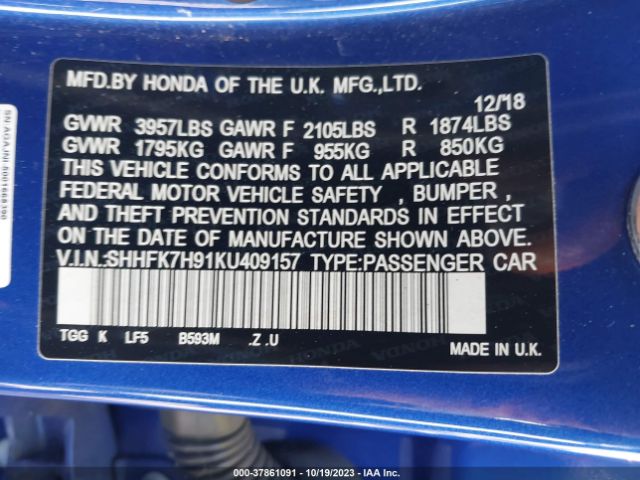 MFD.BY HONDA OF THE U.K. MFG.,LTD.
12/18
GVWR 3957LBS GAWR F 2105LBS R 1874LBS
GVWR 1795KG GAWR F 955KG R 850KG
THIS VEHICLE CONFORMS TO ALL APPLICABLE
FEDERAL MOTOR VEHICLE SAFETY , BUMPER ,
AND THEFT PREVENTION STANDARDS IN EFFECT
ON THE DATE OF MANUFACTURE SHOWN ABOVE.
V.I.N.:SHHFK7H91KU409157 TYPE:PASSENGER CAR
TGG K LF5 B593M .Z .U
MADE IN U.K.
000-37861091 - 10/19/2023 - IAA Inc.